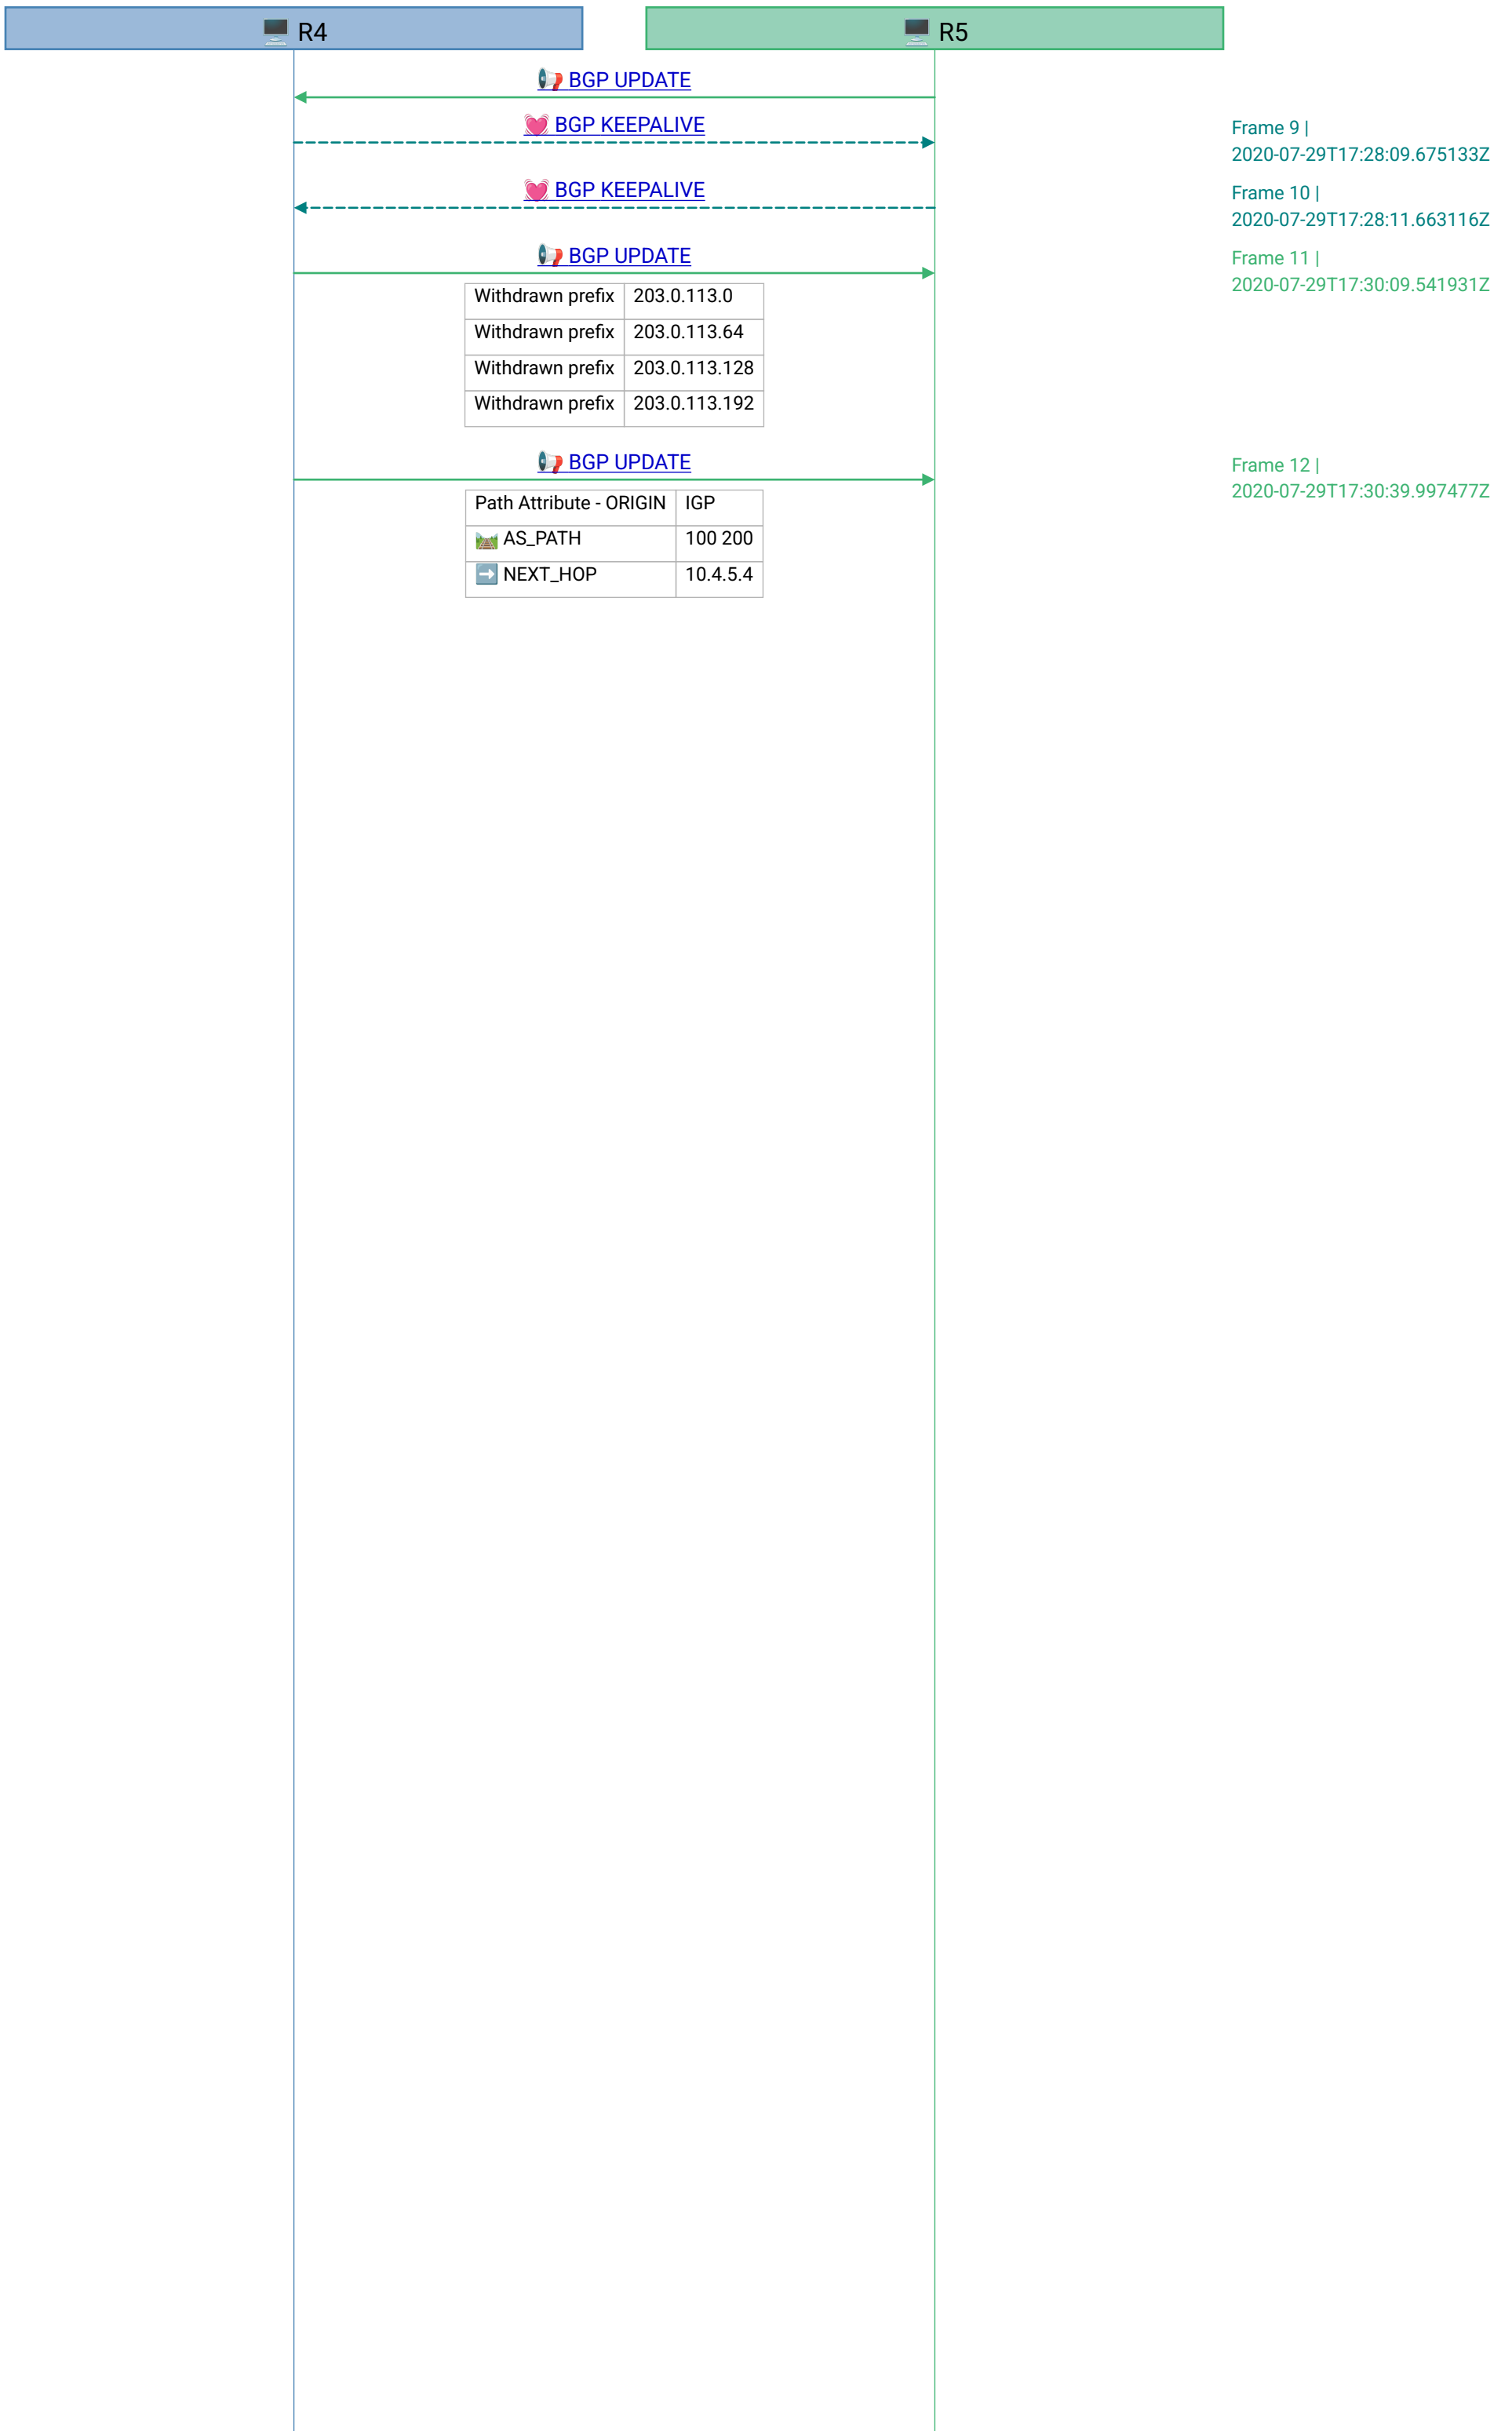 R4
R5
BGP UPDATE
BGP KEEPALIVE
Frame 9 |
2020-07-29T17:28:09.675133Z
BGP KEEPALIVE
Frame 10 |
2020-07-29T17:28:11.663116Z
BGP UPDATE
Frame 11 |
2020-07-29T17:30:09.541931Z
Withdrawn prefix 203.0.113.0
Withdrawn prefix 203.0.113.64
Withdrawn prefix 203.0.113.128
Withdrawn prefix 203.0.113.192
BGP UPDATE
Frame 12 |
2020-07-29T17:30:39.997477Z
Path Attribute - ORIGIN IGP
AS_PATH 100 200
NEXT_HOP 10.4.5.4